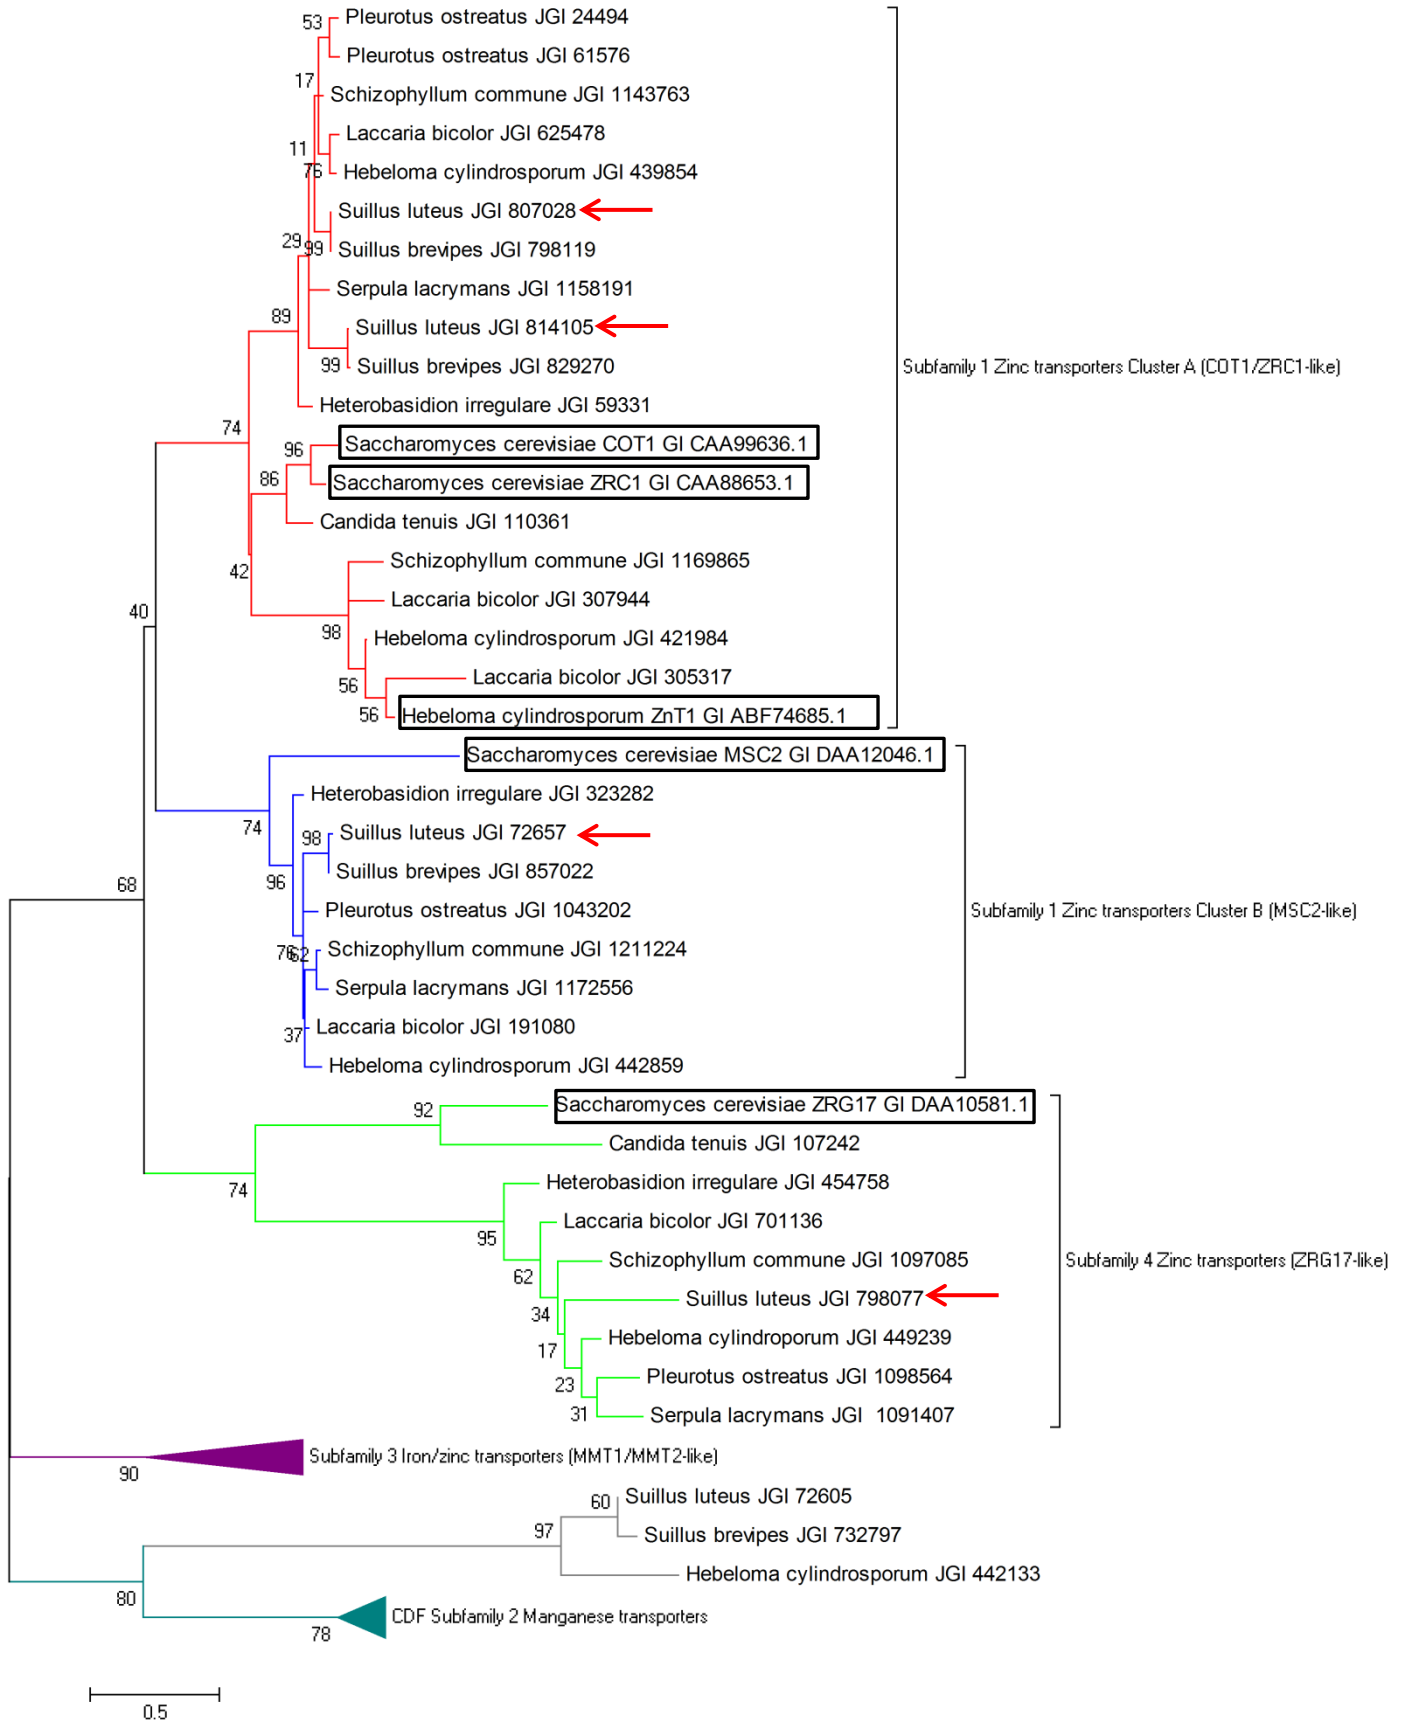 53
Pleurotus ostreatus JGI 24494
Pleurotus ostreatus JGI 61576
17
Schizophyllum commune JGI 1143763
Laccaria bicolor JGI 625478
11
76
Hebeloma cylindrosporum JGI 439854
Suillus luteus JGI 807028
29
99
Suillus brevipes JGI 798119
Serpula lacrymans JGI 1158191
89
Suillus luteus JGI 814105
99
Suillus brevipes JGI 829270
Subfamily 1 Zinc transporters Cluster A (COT1/ZRC1-like)
Heterobasidion irregulare JGI 59331
74
96
Saccharomyces cerevisiae COT1 GI CAA99636.1
86
Saccharomyces cerevisiae ZRC1 GI CAA88653.1
Candida tenuis JGI 110361
42
Schizophyllum commune JGI 1169865
Laccaria bicolor JGI 307944
40
98
Hebeloma cylindrosporum JGI 421984
Laccaria bicolor JGI 305317
56
56
Hebeloma cylindrosporum ZnT1 GI ABF74685.1
Saccharomyces cerevisiae MSC2 GI DAA12046.1
Heterobasidion irregulare JGI 323282
74
98
Suillus luteus JGI 72657
Suillus brevipes JGI 857022
96
68
Pleurotus ostreatus JGI 1043202
Subfamily 1 Zinc transporters Cluster B (MSC2-like)
76
62
Schizophyllum commune JGI 1211224
Serpula lacrymans JGI 1172556
37
Laccaria bicolor JGI 191080
Hebeloma cylindrosporum JGI 442859
92
Saccharomyces cerevisiae ZRG17 GI DAA10581.1
Candida tenuis JGI 107242
74
Heterobasidion irregulare JGI 454758
Laccaria bicolor JGI 701136
95
Schizophyllum commune JGI 1097085
Subfamily 4 Zinc transporters (ZRG17-like)
62
Suillus luteus JGI 798077
34
Hebeloma cylindroporum JGI 449239
17
Pleurotus ostreatus JGI 1098564
23
31
Serpula lacrymans JGI 1091407
Subfamily 3 Iron/zinc transporters (MMT1/MMT2-like)
90
60
Suillus luteus JGI 72605
97
Suillus brevipes JGI 732797
Hebeloma cylindrosporum JGI 442133
80
CDF Subfamily 2 Manganese transporters
78
0.5